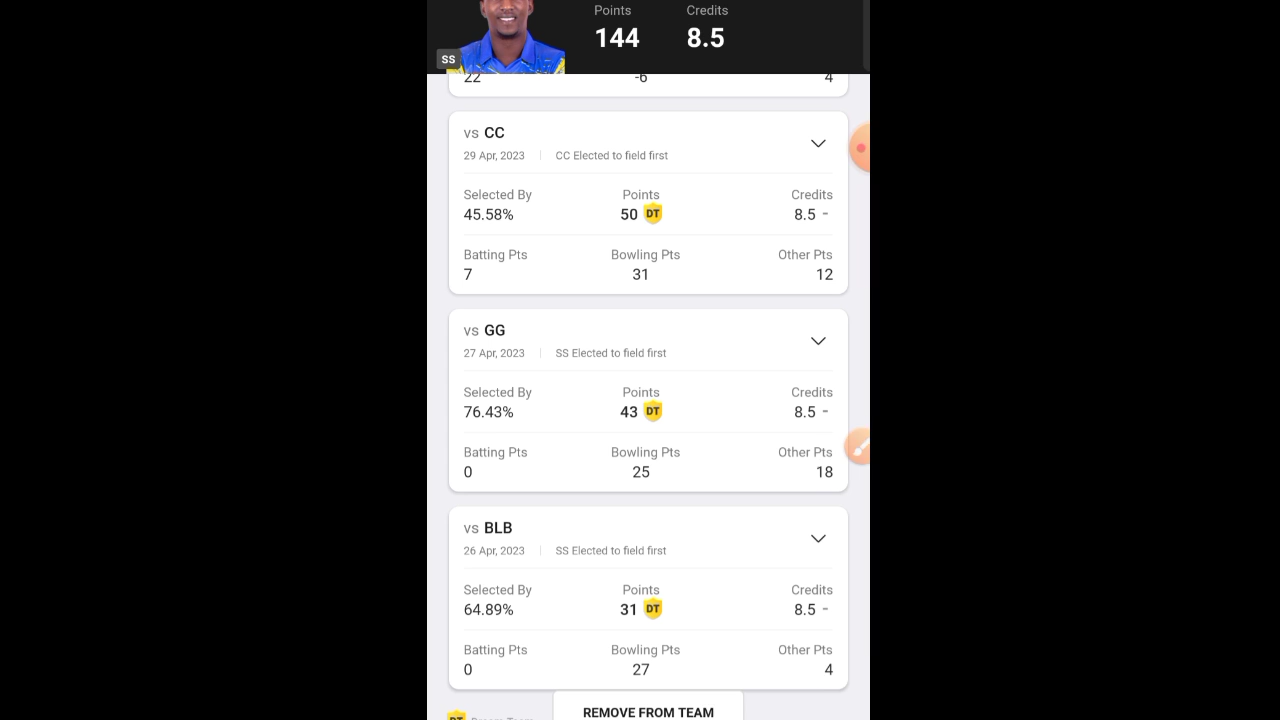 Points Credits
144 8.5
SS
22 -6 4
vs CC
29 Apr, 2023 CC Elected to field first
Selected By Points Credits
45.58% 50 DT 8.5 -
Batting Pts Bowling Pts Other Pts
7 31 12
vs GG
27 Apr, 2023 SS Elected to field first
Selected By Points Credits
76.43% 43 DT 8.5 -
Batting Pts Bowling Pts Other Pts
0 25 18
vs BLB
26 Apr, 2023 SS Elected to field first
Selected By Points Credits
64.89% 31 DT 8.5 -
Batting Pts Bowling Pts Other Pts
0 27 4
DT Dream Team
REMOVE FROM TEAM